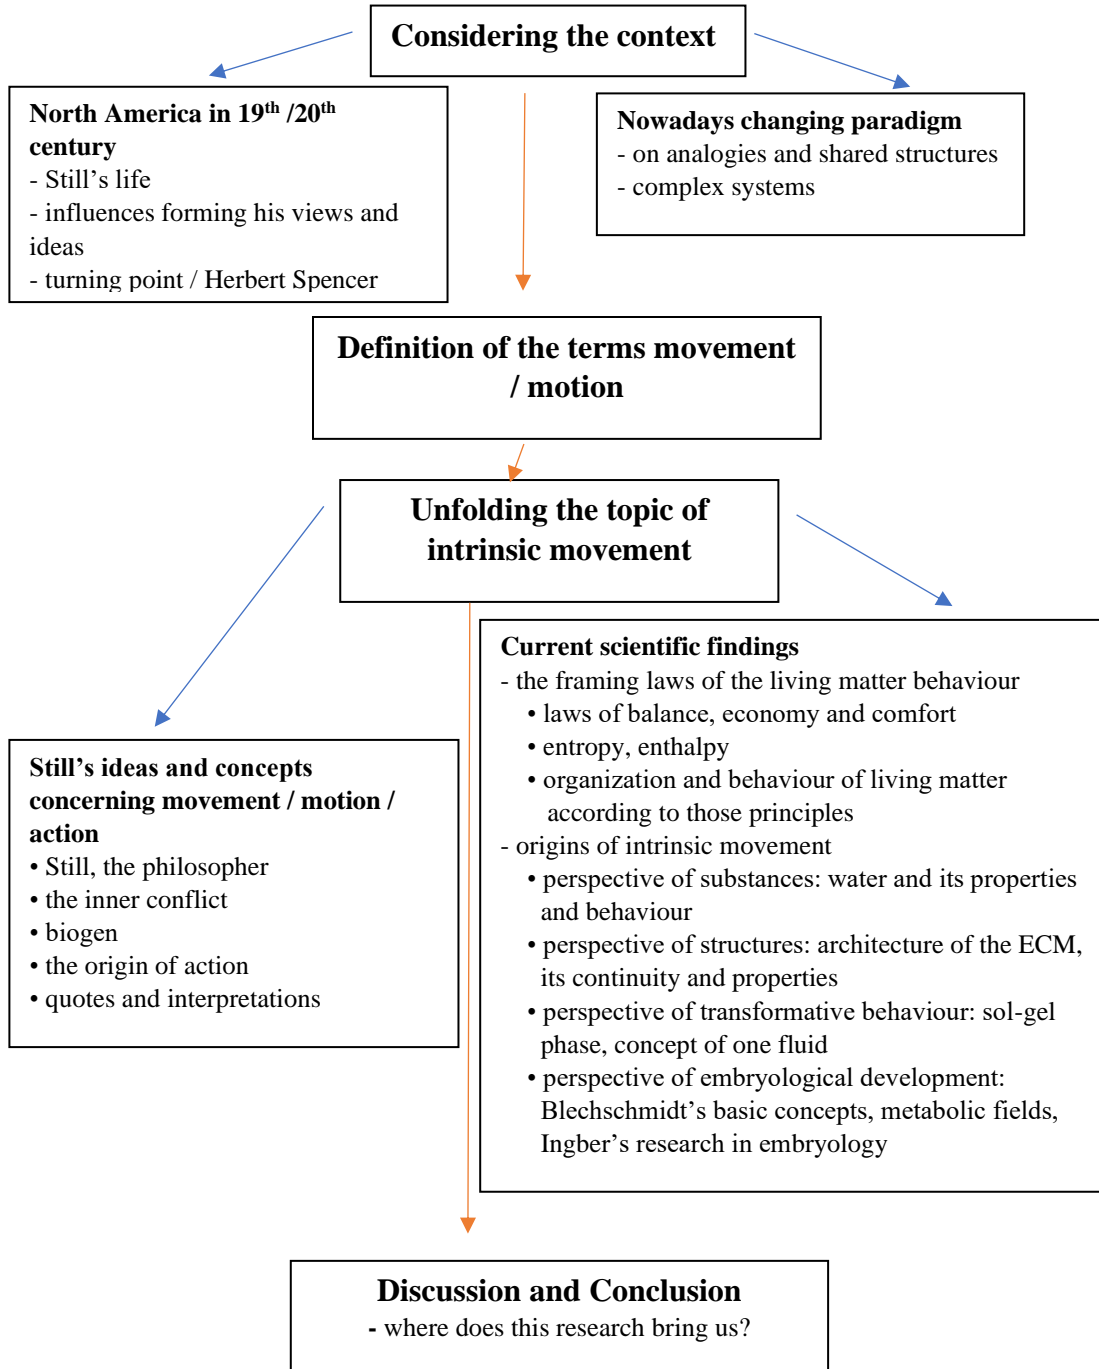 Considering the context
North America in 19th /20th
century
- Still’s life
- influences forming his views and
ideas
- turning point / Herbert Spencer
Nowadays changing paradigm
- on analogies and shared structures
- complex systems
Definition of the terms movement
/ motion
Unfolding the topic of
intrinsic movement
Still’s ideas and concepts
concerning movement / motion /
action
• Still, the philosopher
• the inner conflict
• biogen
• the origin of action
• quotes and interpretations
Current scientific findings
- the framing laws of the living matter behaviour
• laws of balance, economy and comfort
• entropy, enthalpy
• organization and behaviour of living matter
according to those principles
- origins of intrinsic movement
• perspective of substances: water and its properties
and behaviour
• perspective of structures: architecture of the ECM,
its continuity and properties
• perspective of transformative behaviour: sol-gel
phase, concept of one fluid
• perspective of embryological development:
Blechschmidt’s basic concepts, metabolic fields,
Ingber’s research in embryology
Discussion and Conclusion
- where does this research bring us?